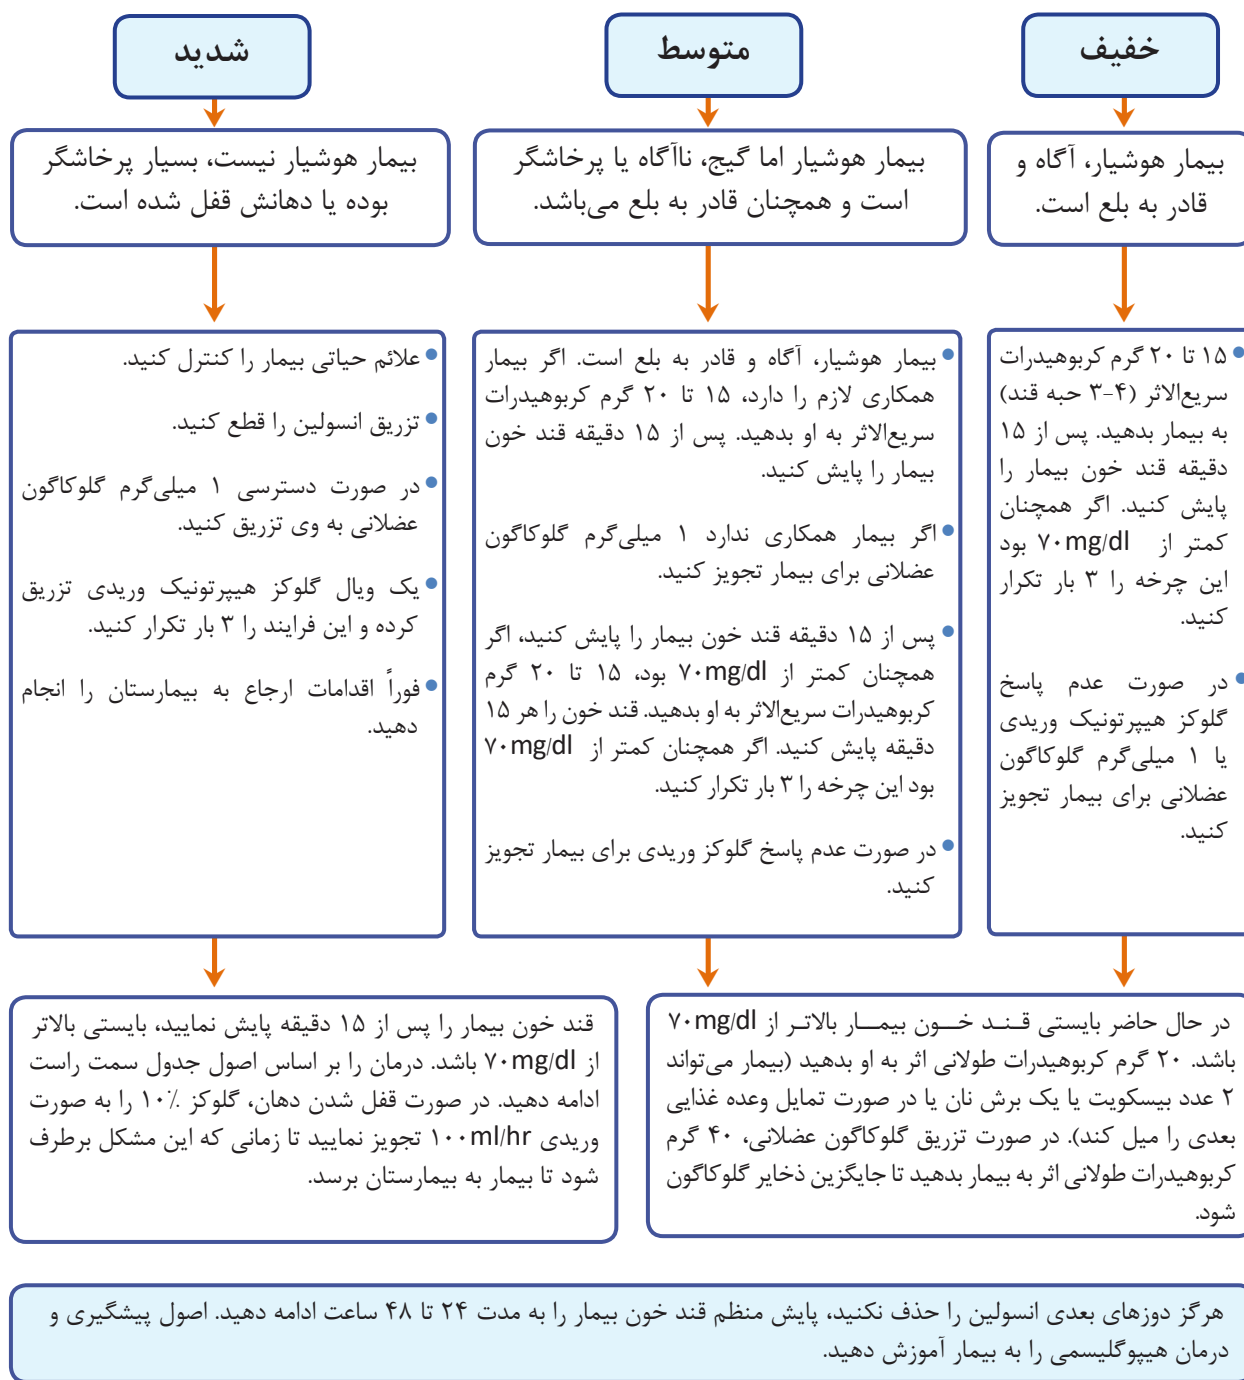 خفیف
بیمار هوشیار، آگاه و
قادر به بلع است.
۱۵ تا ۲۰ گرم کربوهیدرات
سریع‌الاثر (۴-۳ حبه قند)
به بیمار بدهید. پس از ۱۵
دقیقه قند خون بیمار را
پایش کنید. اگر همچنان
کمتر از ۷۰mg/dl بود
این چرخه را ۳ بار تکرار
کنید.
در صورت عدم پاسخ
گلوکز هیپرتونیک وریدی
یا ۱ میلی‌گرم گلوکاگون
عضلانی برای بیمار تجویز
کنید.
متوسط
بیمار هوشیار اما گیج، ناآگاه یا پرخاشگر
است و همچنان قادر به بلع می‌باشد.
بیمار هوشیار، آگاه و قادر به بلع است. اگر بیمار
همکاری لازم را دارد، ۱۵ تا ۲۰ گرم کربوهیدرات
سریع‌الاثر به او بدهید. پس از ۱۵ دقیقه قند خون
بیمار را پایش کنید.
اگر بیمار همکاری ندارد ۱ میلی‌گرم گلوکاگون
عضلانی برای بیمار تجویز کنید.
پس از ۱۵ دقیقه قند خون بیمار را پایش کنید، اگر
همچنان کمتر از ۷۰mg/dl بود، ۱۵ تا ۲۰ گرم
کربوهیدرات سریع‌الاثر به او بدهید. قند خون را هر ۱۵
دقیقه پایش کنید. اگر همچنان کمتر از ۷۰mg/dl
بود این چرخه را ۳ بار تکرار کنید.
در صورت عدم پاسخ گلوکز وریدی برای بیمار تجویز
کنید.
شدید
بیمار هوشیار نیست، بسیار پرخاشگر
بوده یا دهانش قفل شده است.
علائم حیاتی بیمار را کنترل کنید.
تزریق انسولین را قطع کنید.
در صورت دسترسی ۱ میلی‌گرم گلوکاگون
عضلانی به وی تزریق کنید.
یک ویال گلوکز هیپرتونیک وریدی تزریق
کرده و این فرایند را ۳ بار تکرار کنید.
فوراً اقدامات ارجاع به بیمارستان را انجام
دهید.
در حال حاضر بایستی قند خون بیمار بالاتر از ۷۰mg/dl
باشد. ۲۰ گرم کربوهیدرات طولانی اثر به او بدهید (بیمار می‌تواند
۲ عدد بیسکویت یا یک برش نان یا در صورت تمایل وعده غذایی
بعدی را میل کند). در صورت تزریق گلوکاگون عضلانی، ۴۰ گرم
کربوهیدرات طولانی اثر به بیمار بدهید تا جایگزین ذخایر گلوکاگون
شود.
قند خون بیمار را پس از ۱۵ دقیقه پایش نمایید، بایستی بالاتر
از ۷۰mg/dl باشد. درمان را بر اساس اصول جدول سمت راست
ادامه دهید. در صورت قفل شدن دهان، گلوکز ۱۰٪ را به صورت
وریدی ۱۰۰ml/hr تجویز نمایید تا زمانی که این مشکل برطرف
شود تا بیمار به بیمارستان برسد.
هرگز دوزهای بعدی انسولین را حذف نکنید، پایش منظم قند خون بیمار را به مدت ۲۴ تا ۴۸ ساعت ادامه دهید. اصول پیشگیری و
درمان هیپوگلیسمی را به بیمار آموزش دهید.